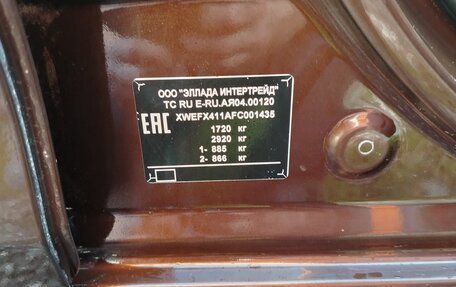 ООО "ЭЛЛАДА ИНТЕРТРЕЙД"
ТС RU E-RU.АЯ04.00120
EAC
XWEFX411AFC001435
1720 кг
2920 кг
1- 885 кг
2- 866 кг